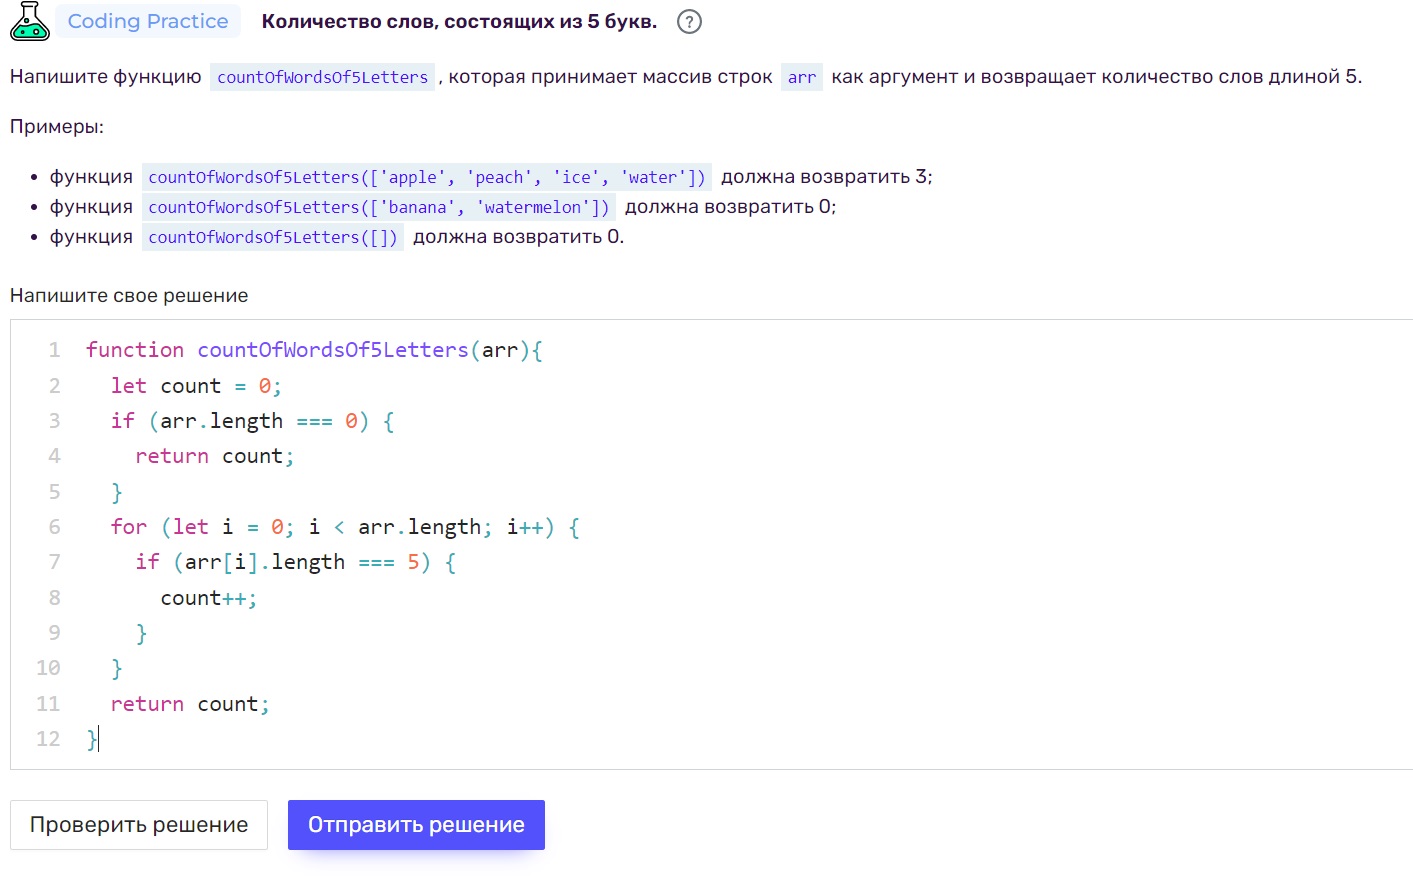 Coding Practice Количество слов, состоящих из 5 букв. ?
Напишите функцию countOfWordsOf5Letters , которая принимает массив строк arr как аргумент и возвращает количество слов длиной 5.
Примеры:
• функция countOfWordsOf5Letters(['apple', 'peach', 'ice', 'water']) должна возвратить 3;
• функция countOfWordsOf5Letters(['banana', 'watermelon']) должна возвратить 0;
• функция countOfWordsOf5Letters([]) должна возвратить 0.
Напишите свое решение
1 function countOfWordsOf5Letters(arr){
2   let count = 0;
3   if (arr.length === 0) {
4     return count;
5   }
6   for (let i = 0; i < arr.length; i++) {
7     if (arr[i].length === 5) {
8       count++;
9     }
10   }
11   return count;
12 }
Проверить решение Отправить решение